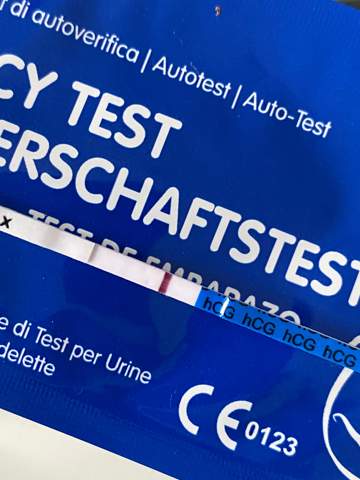 r di autoverifica | Autotest | Auto-Test
CY TEST
ERSCHAFTSTEST
TEST DE EMBARAZO
x
hCG hCG hCG hCG
e di Test per Urine
delette
CE 0123